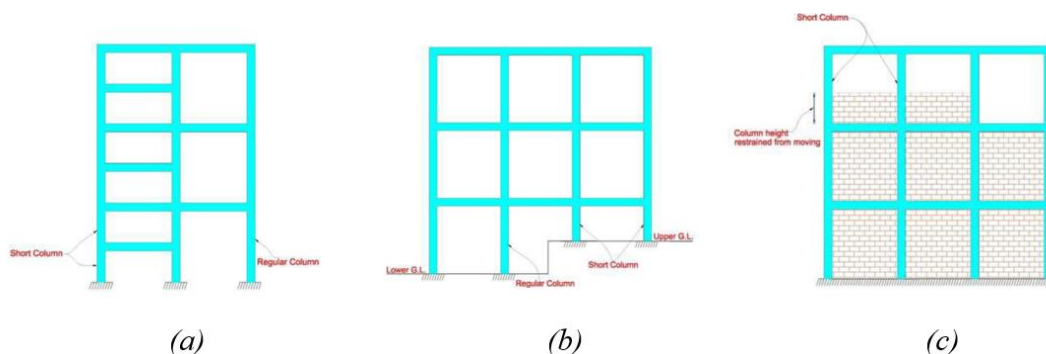 Short Column
Regular Column
(a)
Lower G.L.
Upper G.L.
Short Column
Regular Column
(b)
Short Column
Column height
restrained from moving
(c)